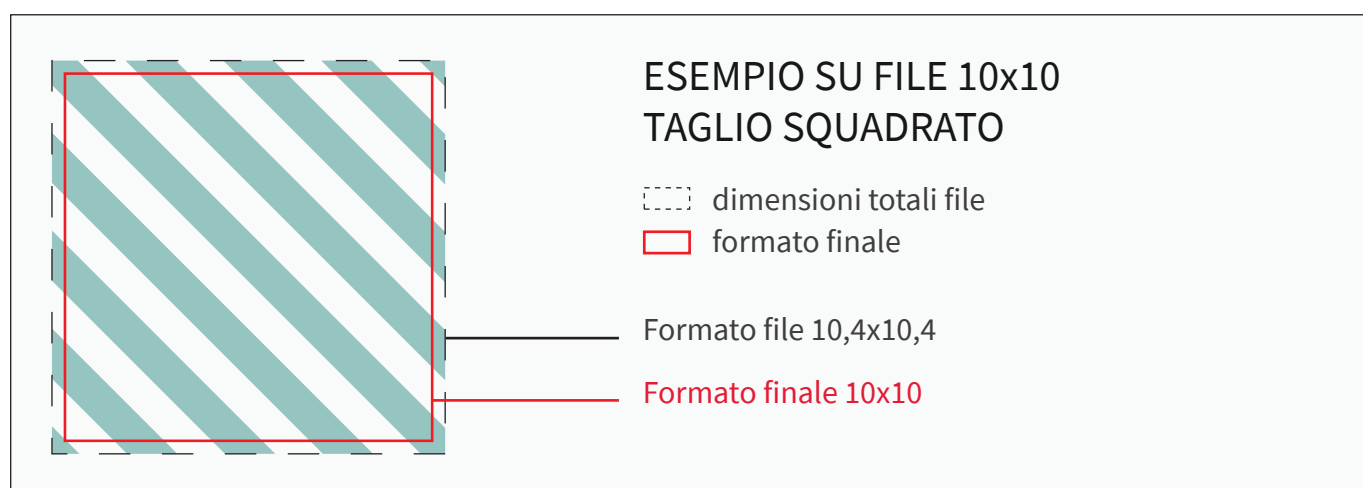 ESEMPIO SU FILE 10x10
TAGLIO SQUADRATO
dimensioni totali file
formato finale
Formato file 10,4x10,4
Formato finale 10x10